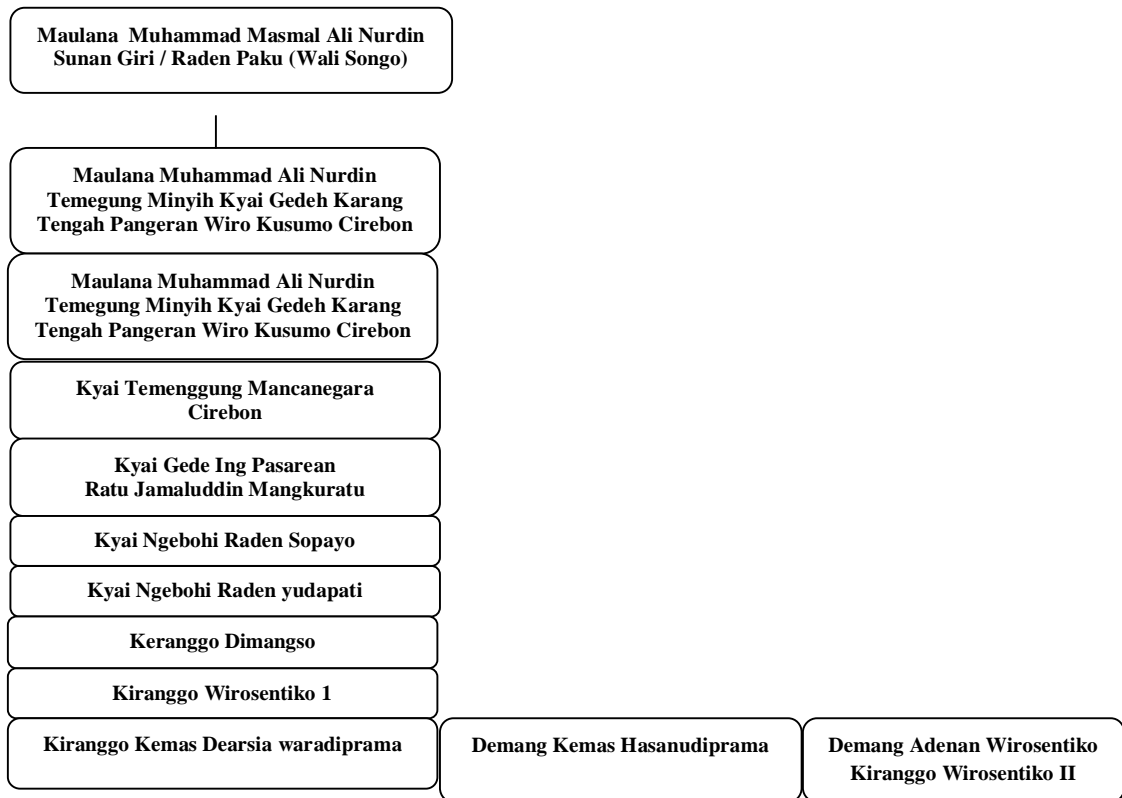 Maulana Muhammad Masmal Ali Nurdin
Sunan Giri / Raden Paku (Wali Songo)
Maulana Muhammad Ali Nurdin
Temegung Minyih Kyai Gedeh Karang
Tengah Pangeran Wiro Kusumo Cirebon
Maulana Muhammad Ali Nurdin
Temegung Minyih Kyai Gedeh Karang
Tengah Pangeran Wiro Kusumo Cirebon
Kyai Temenggung Mancanegara
Cirebon
Kyai Gede Ing Pasarean
Ratu Jamaluddin Mangkuratu
Kyai Ngebohi Raden Sopayo
Kyai Ngebohi Raden yudapati
Keranggo Dimangso
Kiranggo Wirosentiko 1
Kiranggo Kemas Dearsia waradiprama
Demang Kemas Hasanudiprama
Demang Adenan Wirosentiko
Kiranggo Wirosentiko II